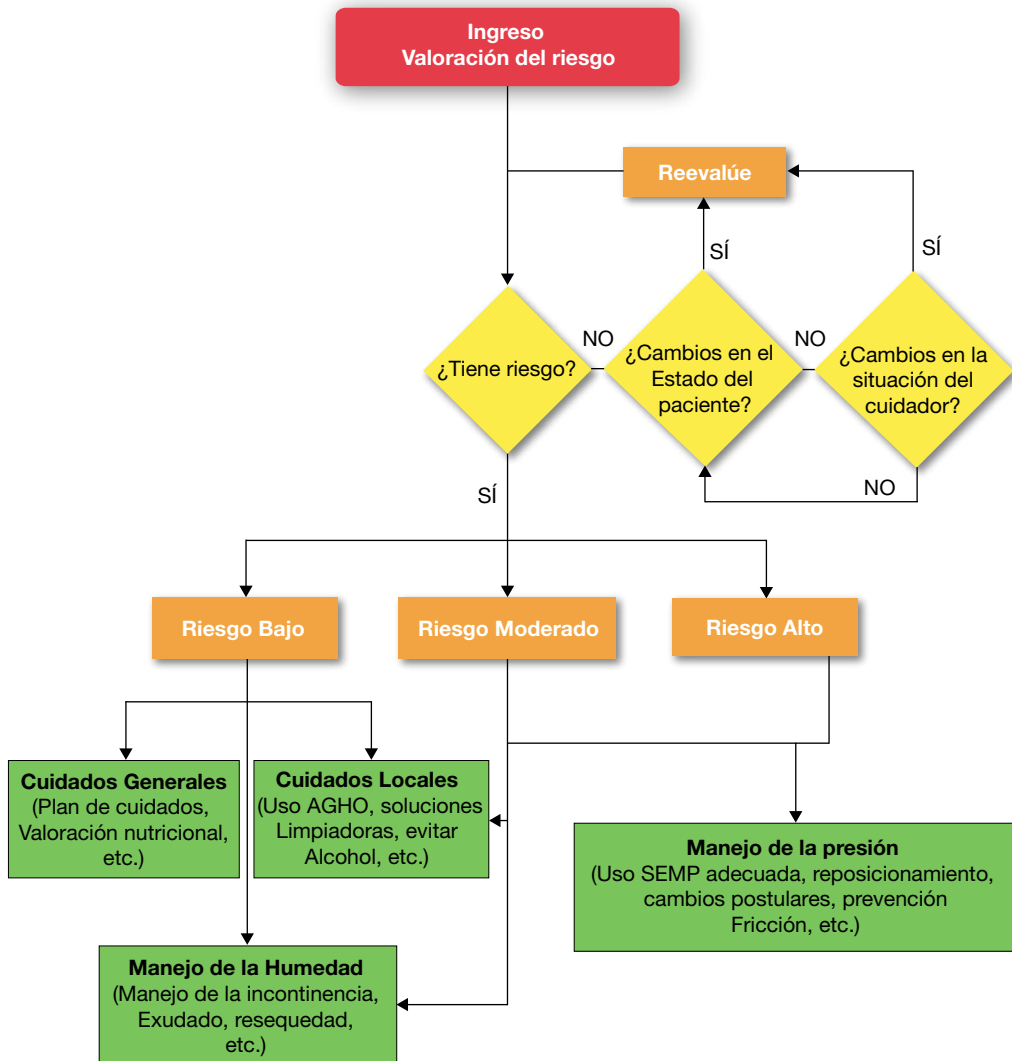 Ingreso
Valoración del riesgo
Reevalúe
SÍ
SÍ
¿Tiene riesgo?
NO
¿Cambios en el
Estado del
paciente?
NO
¿Cambios en la
situación del
cuidador?
NO
SÍ
Riesgo Bajo
Riesgo Moderado
Riesgo Alto
Cuidados Generales
(Plan de cuidados,
Valoración nutricional,
etc.)
Cuidados Locales
(Uso AGHO, soluciones
Limpiadoras, evitar
Alcohol, etc.)
Manejo de la presión
(Uso SEMP adecuada, reposicionamiento,
cambios postulares, prevención
Fricción, etc.)
Manejo de la Humedad
(Manejo de la incontinencia,
Exudado, resequedad,
etc.)